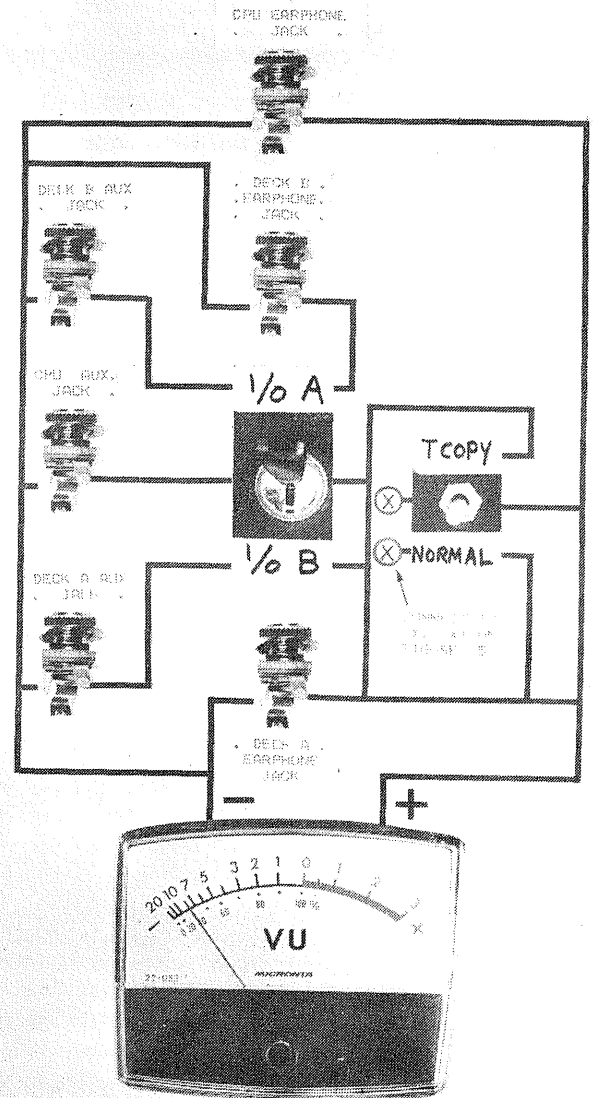 CPU EARPHONE
. JACK .
DECK B AUX
. JACK .
. DECK B .
.EARPHONE.
. JACK .
CPU AUX.
JACK .
I/O A
TCOPY
I/O B
NORMAL
DECK A AUX
. JACK .
. DECK A .
EARPHONE
JACK
− +
20 10 7 5 3 2 1 0 1 2 3
VU
MICRONTA